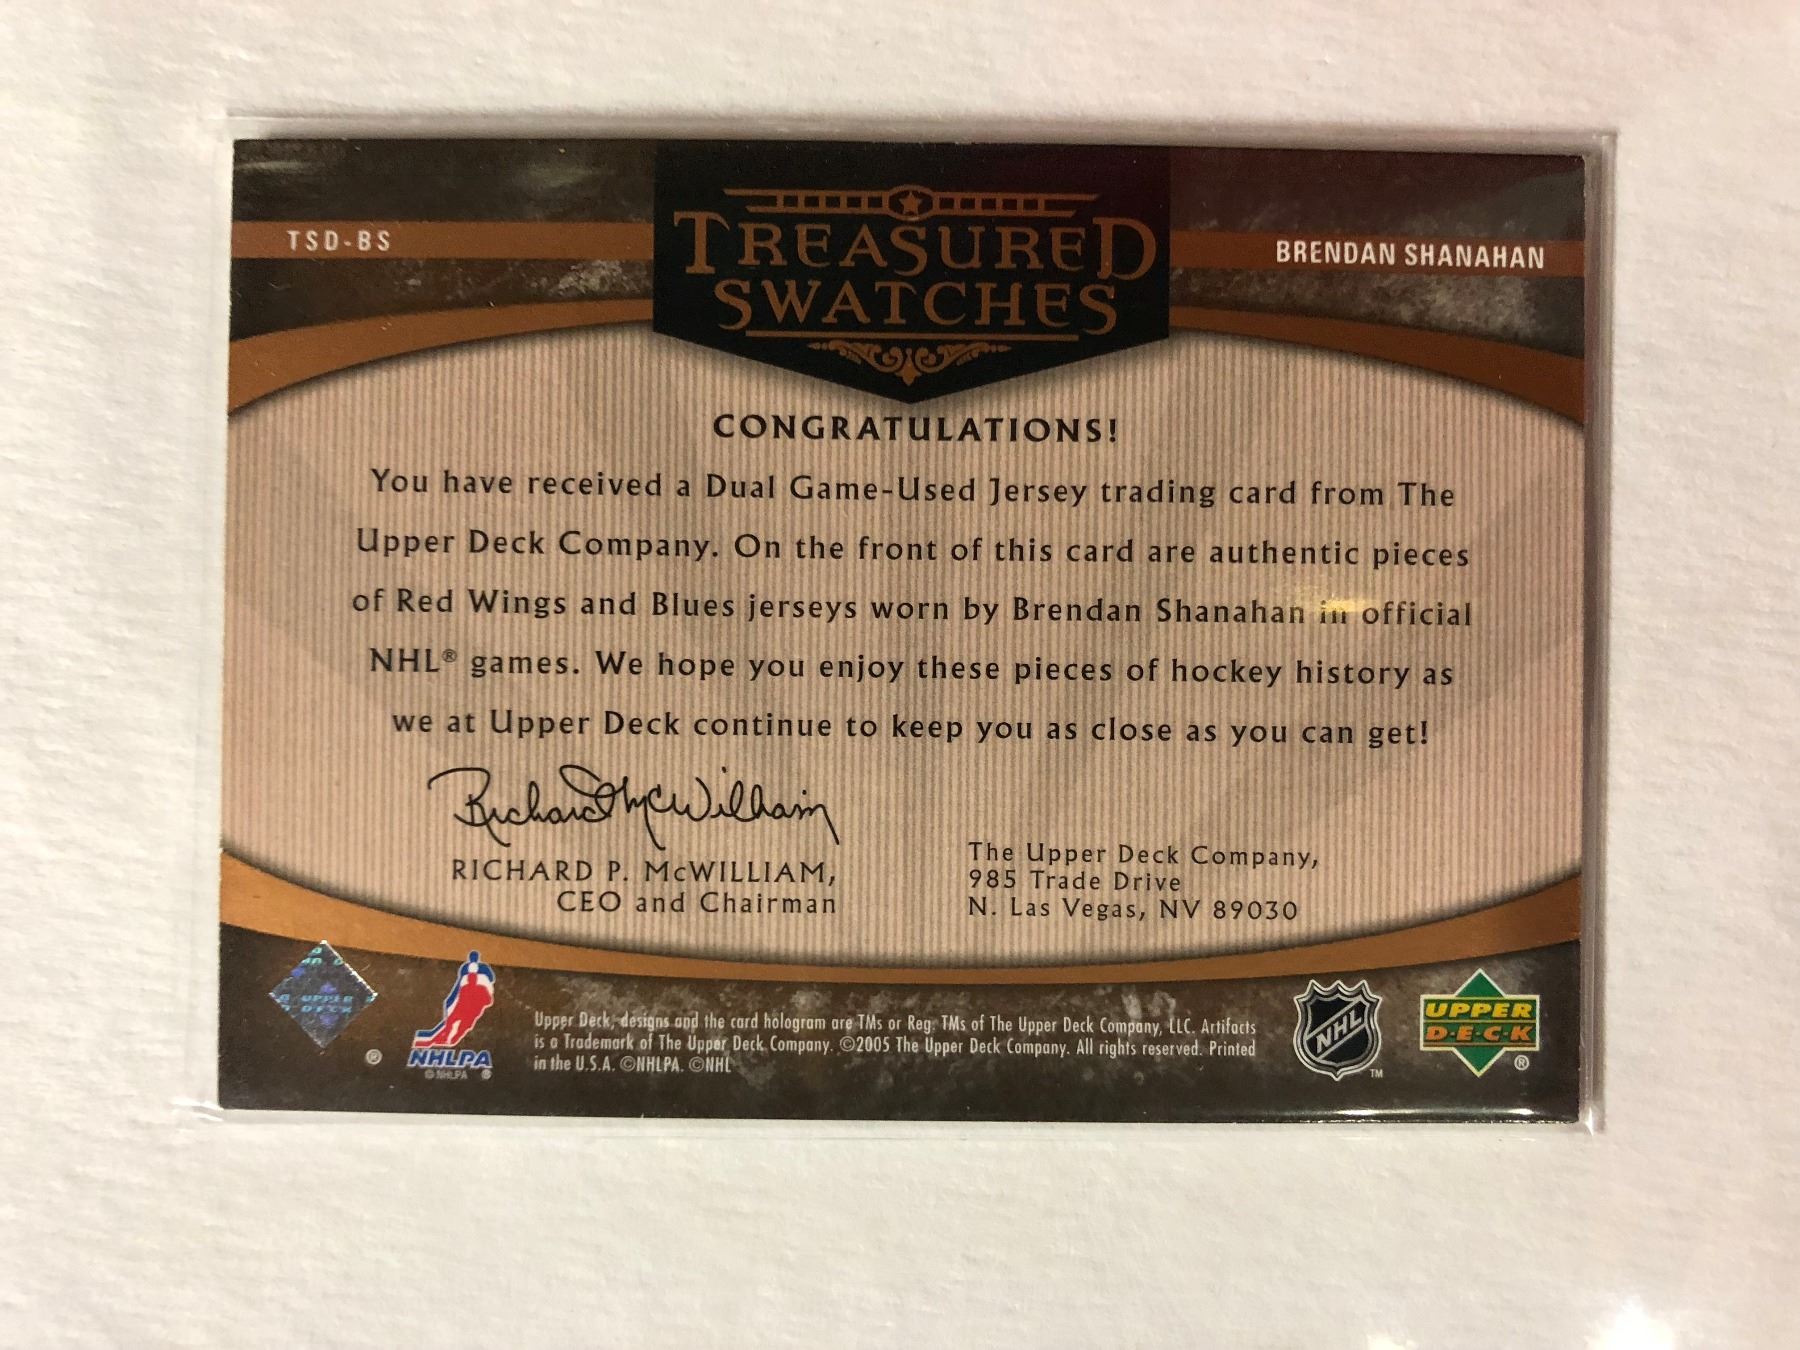 TSD-BS
TREASURED
SWATCHES
BRENDAN SHANAHAN
CONGRATULATIONS!
You have received a Dual Game-Used Jersey trading card from The
Upper Deck Company. On the front of this card are authentic pieces
of Red Wings and Blues jerseys worn by Brendan Shanahan in official
NHL® games. We hope you enjoy these pieces of hockey history as
we at Upper Deck continue to keep you as close as you can get!
Richard McWilliam
RICHARD P. McWILLIAM,
CEO and Chairman
The Upper Deck Company,
985 Trade Drive
N. Las Vegas, NV 89030
UPPER
DECK
®
NHLPA
©NHLPA ®
Upper Deck, designs and the card hologram are TMs or Reg. TMs of The Upper Deck Company, LLC. Artifacts
is a Trademark of The Upper Deck Company. ©2005 The Upper Deck Company. All rights reserved. Printed
in the U.S.A. ©NHLPA. ©NHL
NHL
TM
UPPER
D·E·C·K
®